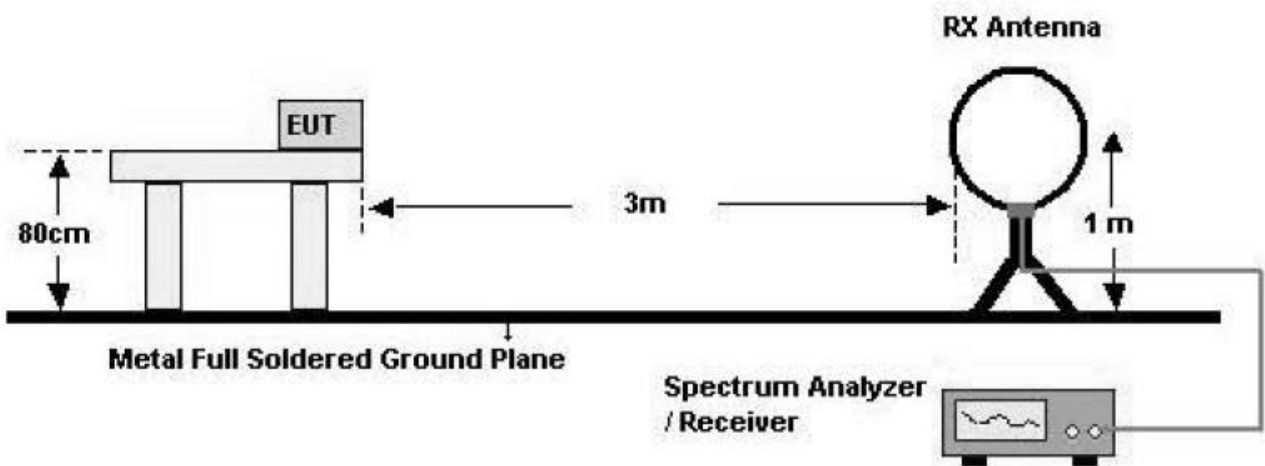 RX Antenna
EUT
3m
80cm
1 m
Metal Full Soldered Ground Plane
Spectrum Analyzer
/ Receiver